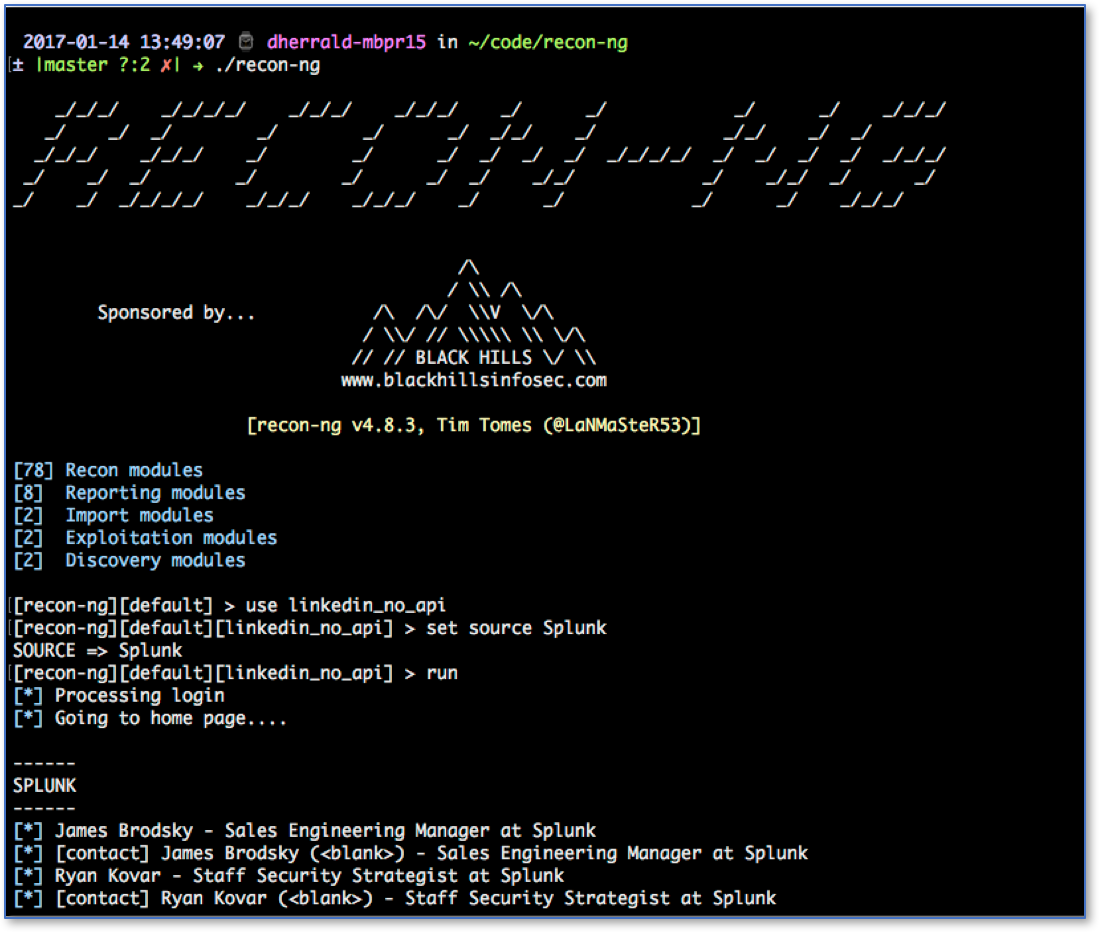 2017-01-14 13:49:07 dherrald-mbpr15 in ~/code/recon-ng
± |master ?:2 ✗| → ./recon-ng
RECON-NG
Sponsored by...
BLACK HILLS
www.blackhillsinfosec.com
[recon-ng v4.8.3, Tim Tomes (@LaNMaSteR53)]
[78] Recon modules
[8]  Reporting modules
[2]  Import modules
[2]  Exploitation modules
[2]  Discovery modules
[recon-ng][default] > use linkedin_no_api
[recon-ng][default][linkedin_no_api] > set source Splunk
SOURCE => Splunk
[recon-ng][default][linkedin_no_api] > run
[*] Processing login
[*] Going to home page....
------
SPLUNK
------
[*] James Brodsky - Sales Engineering Manager at Splunk
[*] [contact] James Brodsky (<blank>) - Sales Engineering Manager at Splunk
[*] Ryan Kovar - Staff Security Strategist at Splunk
[*] [contact] Ryan Kovar (<blank>) - Staff Security Strategist at Splunk